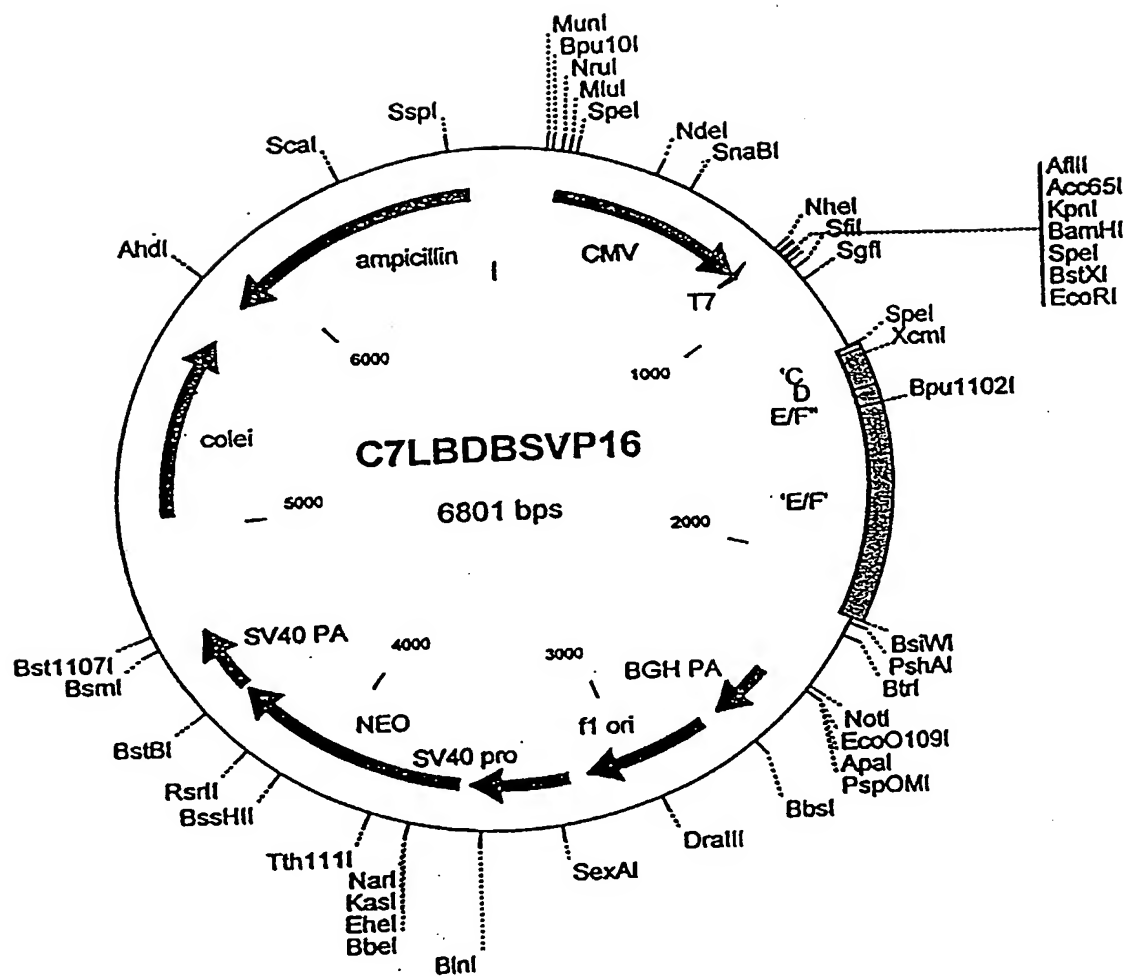 MunI
Bpu10I
NruI
MluI
SpeI
SspI
ScaI
NdeI
SnaBI
AflII
Acc65I
KpnI
BamHI
SpeI
BstXI
EcoRI
NheI
SfiI
SgfI
AhdI
ampicillin
CMV
T7
SpeI
XcmI
6000
1000
'C
D
E/F"
Bpu1102I
colei
C7LBDBSVP16
6801 bps
5000
2000
'E/F'
SV40 PA
4000
3000
BGH PA
BsiWI
PshAI
BtrI
Bst1107I
BsmI
NEO
SV40 pro
f1 ori
NotI
EcoO109I
ApaI
PspOMI
BstBI
RsrII
BssHII
BbsI
DraIII
Tth111I
SexAI
NarI
KasI
EheI
BbeI
BlnI